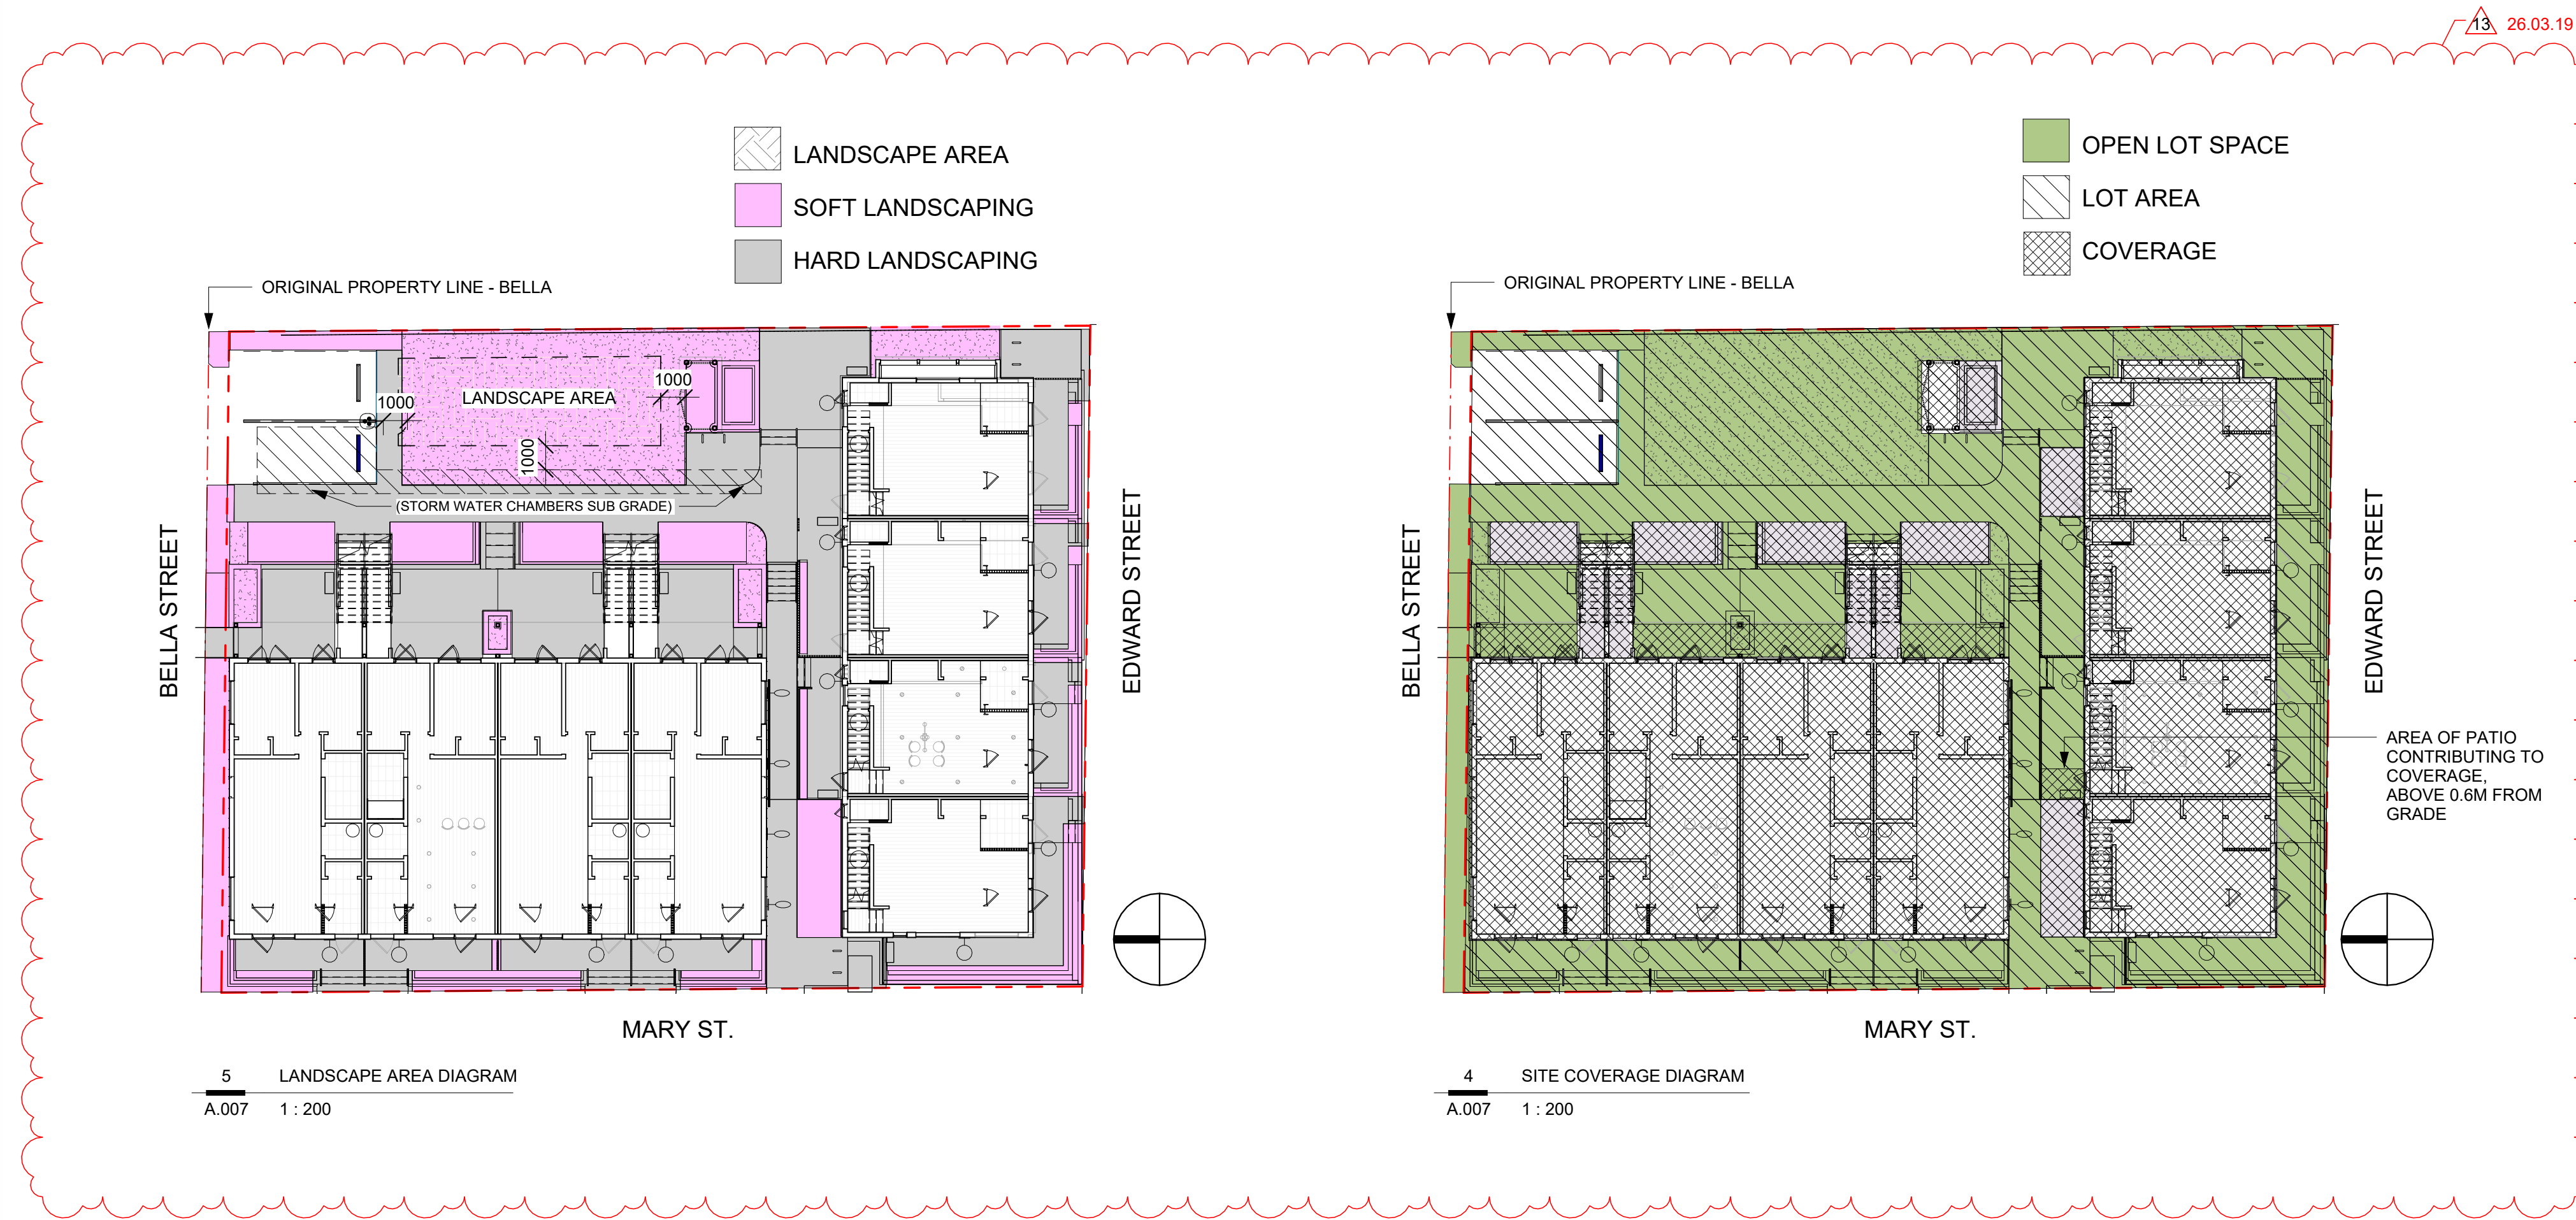 13 26.03.19
LANDSCAPE AREA
SOFT LANDSCAPING
HARD LANDSCAPING
ORIGINAL PROPERTY LINE - BELLA
1000
1000
LANDSCAPE AREA
1000
(STORM WATER CHAMBERS SUB GRADE)
BELLA STREET
EDWARD STREET
MARY ST.
5 LANDSCAPE AREA DIAGRAM
A.007 1 : 200
OPEN LOT SPACE
LOT AREA
COVERAGE
ORIGINAL PROPERTY LINE - BELLA
BELLA STREET
EDWARD STREET
AREA OF PATIO
CONTRIBUTING TO
COVERAGE,
ABOVE 0.6M FROM
GRADE
MARY ST.
4 SITE COVERAGE DIAGRAM
A.007 1 : 200